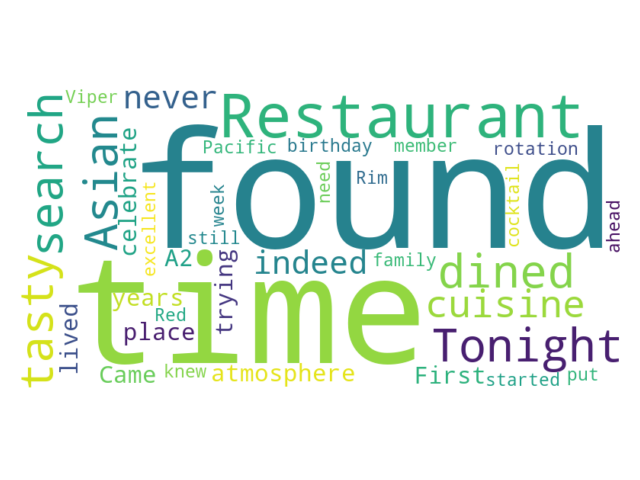 Viper
never
Restaurant
search
Asian
celebrate
Pacific
birthday
member
rotation
found
excellent
week
need
Rim
cocktail
ahead
still
A2
indeed
family
dined
tasty
lived
years
Red
place
trying
time
cuisine
Tonight
Came
knew
atmosphere
First
started
put